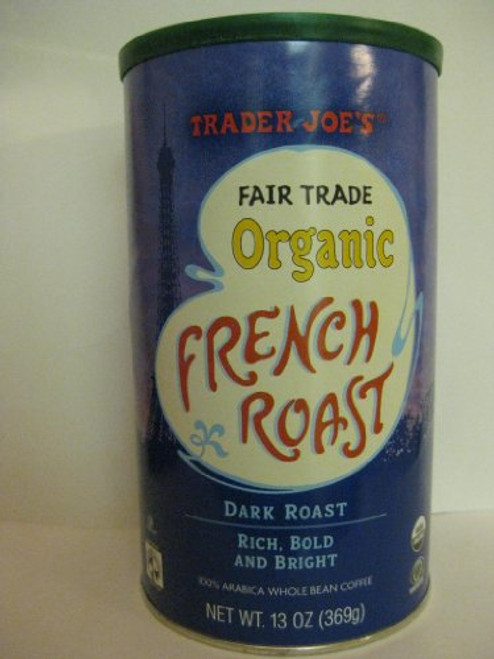 TRADER JOE'S
FAIR TRADE
Organic
FRENCH
ROAST
DARK ROAST
RICH, BOLD
AND BRIGHT
100% ARABICA WHOLE BEAN COFFEE
NET WT. 13 OZ (369g)